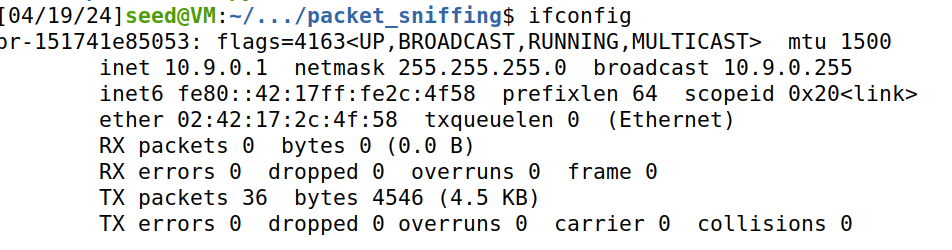 [04/19/24]seed@VM:~/.../packet_sniffing$ ifconfig
br-151741e85053: flags=4163<UP,BROADCAST,RUNNING,MULTICAST>  mtu 1500
        inet 10.9.0.1  netmask 255.255.255.0  broadcast 10.9.0.255
        inet6 fe80::42:17ff:fe2c:4f58  prefixlen 64  scopeid 0x20<link>
        ether 02:42:17:2c:4f:58  txqueuelen 0  (Ethernet)
        RX packets 0  bytes 0 (0.0 B)
        RX errors 0  dropped 0  overruns 0  frame 0
        TX packets 36  bytes 4546 (4.5 KB)
        TX errors 0  dropped 0 overruns 0  carrier 0  collisions 0